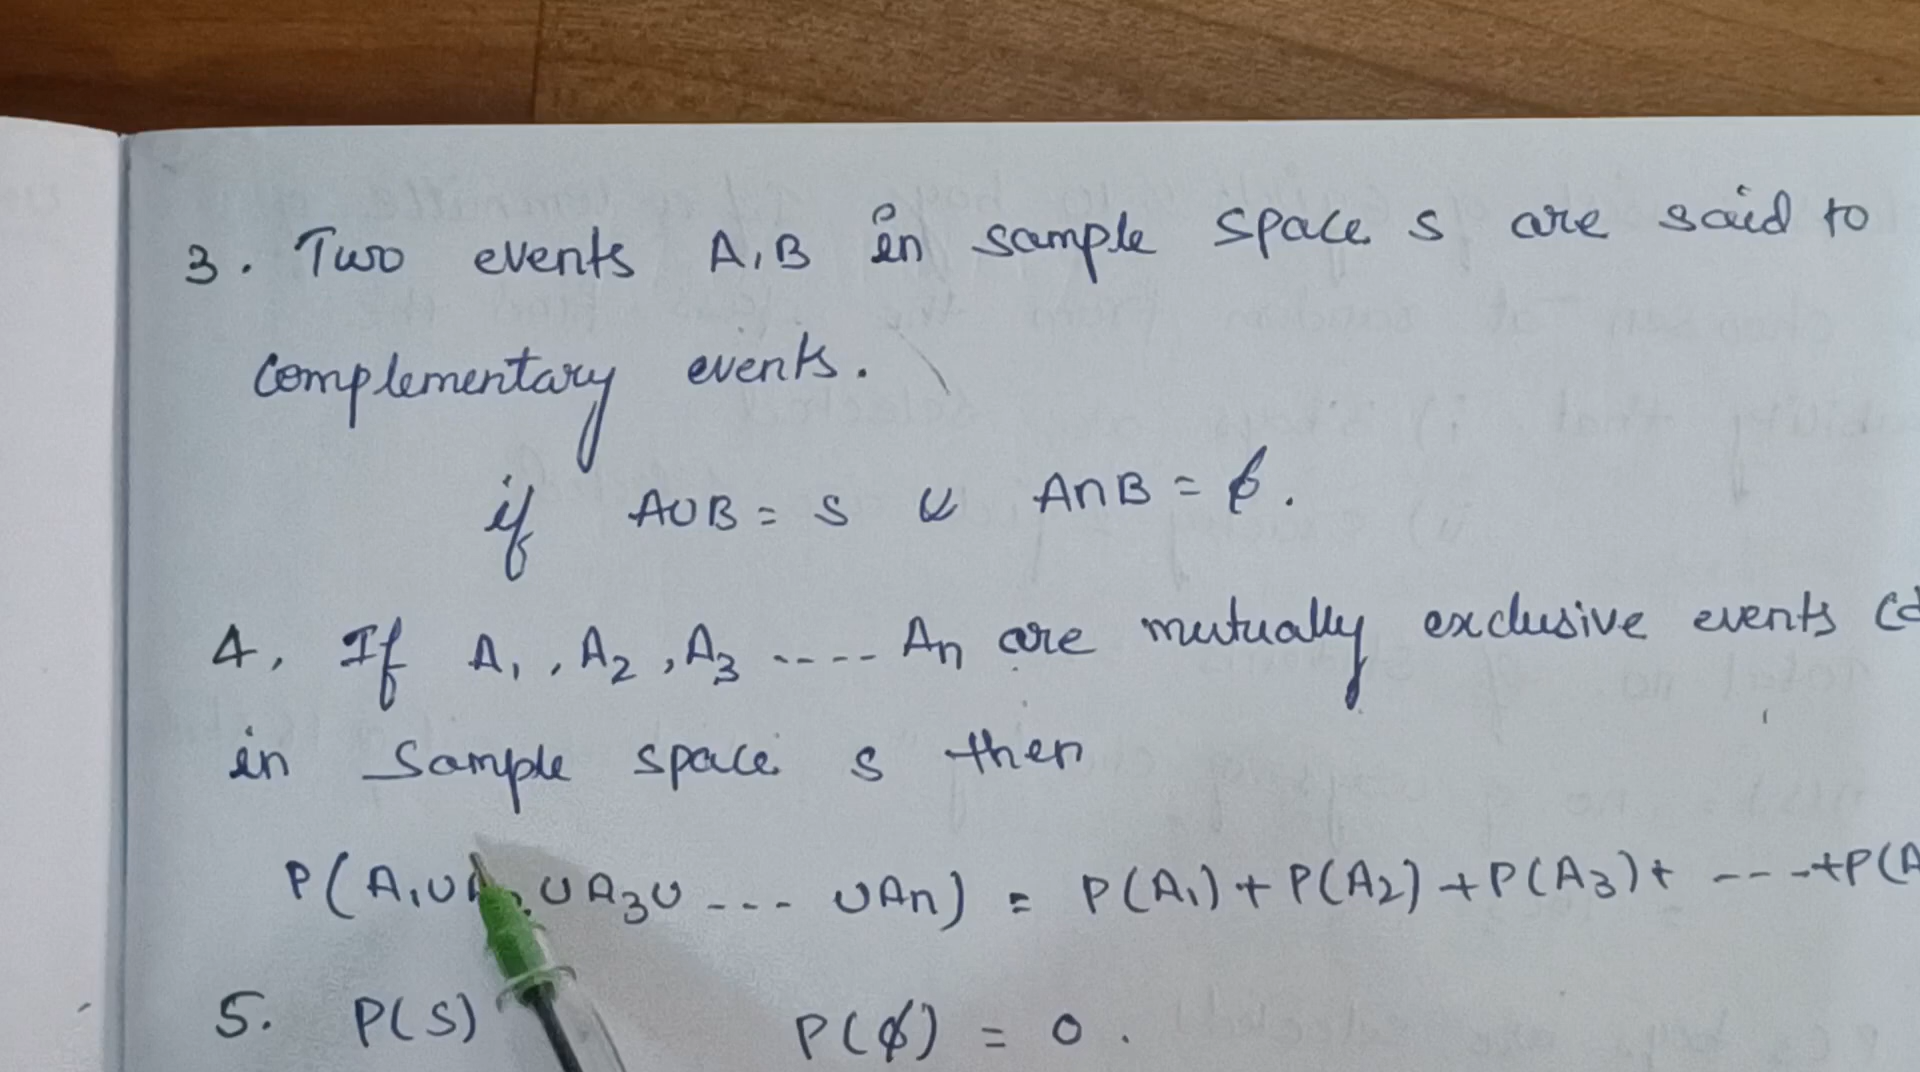 3. Two events A,B in sample space s are said to
complementary events.
if A∪B = s & A∩B = ϕ.
4. If A₁, A₂, A₃ ---- An are mutually exclusive events
in sample space s then
P(A₁∪A₂∪A₃∪ --- ∪An) = P(A₁) + P(A₂) + P(A₃) + --- + P(A
5. P(S) P(ϕ) = 0.